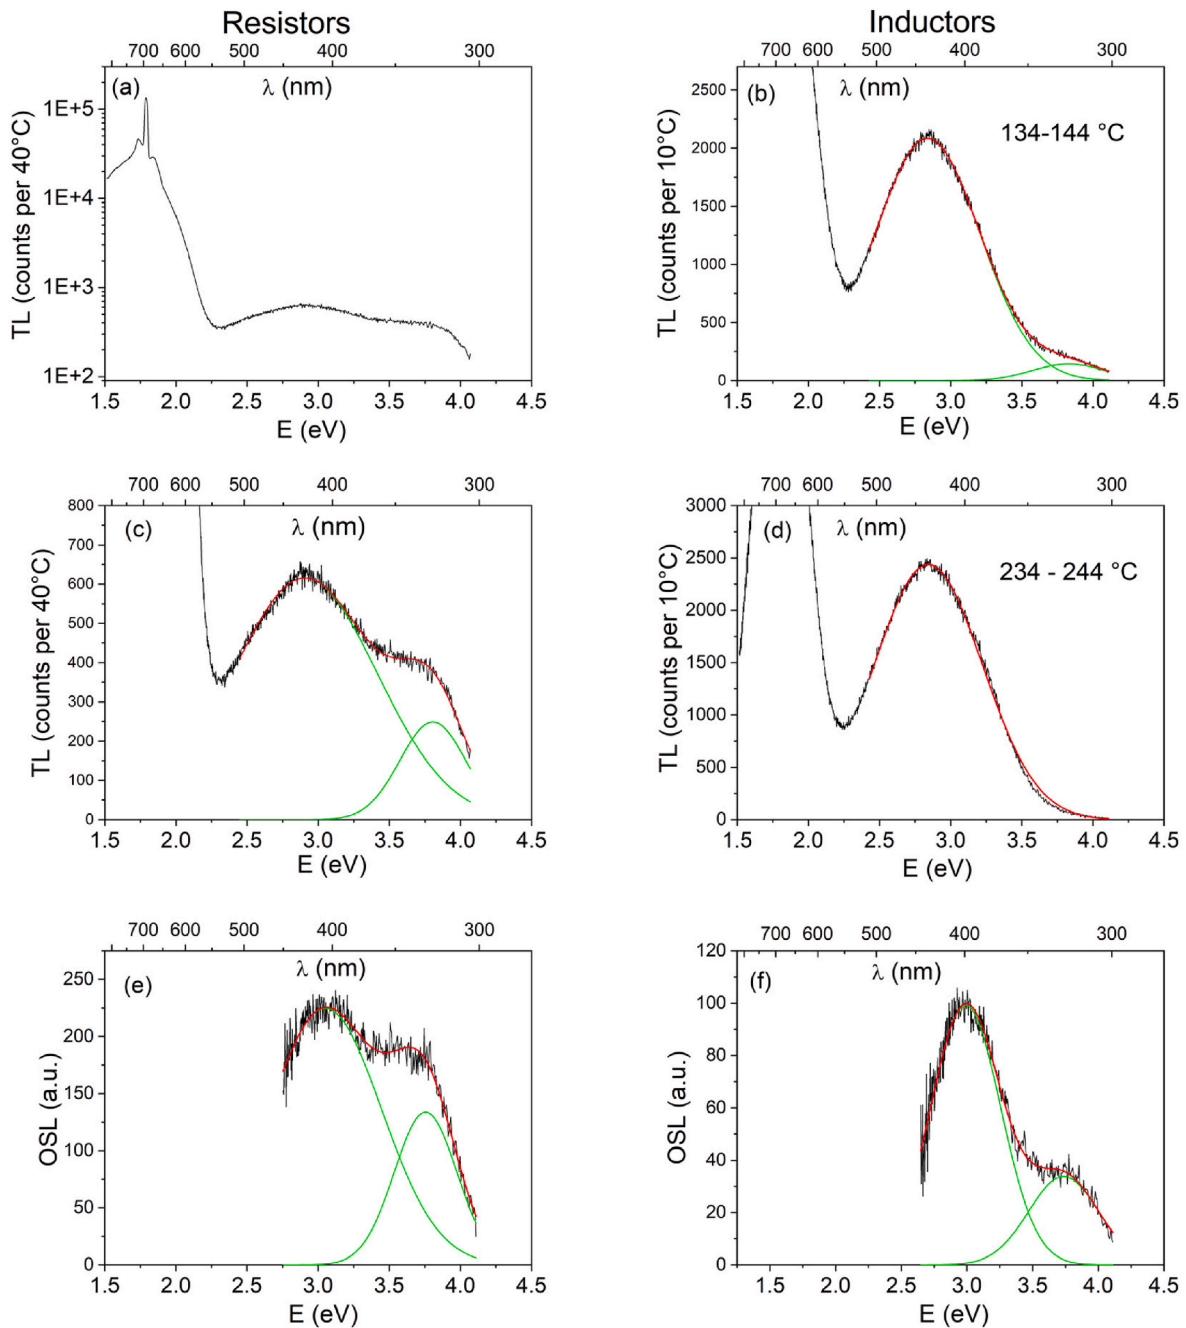 Resistors
Inductors
700 600 500 400 300
(a)
λ (nm)
1E+5
1E+4
1E+3
1E+2
TL (counts per 40°C)
1.5 2.0 2.5 3.0 3.5 4.0 4.5
E (eV)
700 600 500 400 300
(b)
λ (nm)
134-144 °C
2500
2000
1500
1000
500
0
TL (counts per 10°C)
1.5 2.0 2.5 3.0 3.5 4.0 4.5
E (eV)
700 600 500 400 300
(c)
λ (nm)
800
700
600
500
400
300
200
100
0
TL (counts per 40°C)
1.5 2.0 2.5 3.0 3.5 4.0 4.5
E (eV)
700 600 500 400 300
(d)
λ (nm)
234 - 244 °C
3000
2500
2000
1500
1000
500
0
TL (counts per 10°C)
1.5 2.0 2.5 3.0 3.5 4.0 4.5
E (eV)
700 600 500 400 300
(e)
λ (nm)
250
200
150
100
50
0
OSL (a.u.)
1.5 2.0 2.5 3.0 3.5 4.0 4.5
E (eV)
700 600 500 400 300
(f)
λ (nm)
120
100
80
60
40
20
0
OSL (a.u.)
1.5 2.0 2.5 3.0 3.5 4.0 4.5
E (eV)